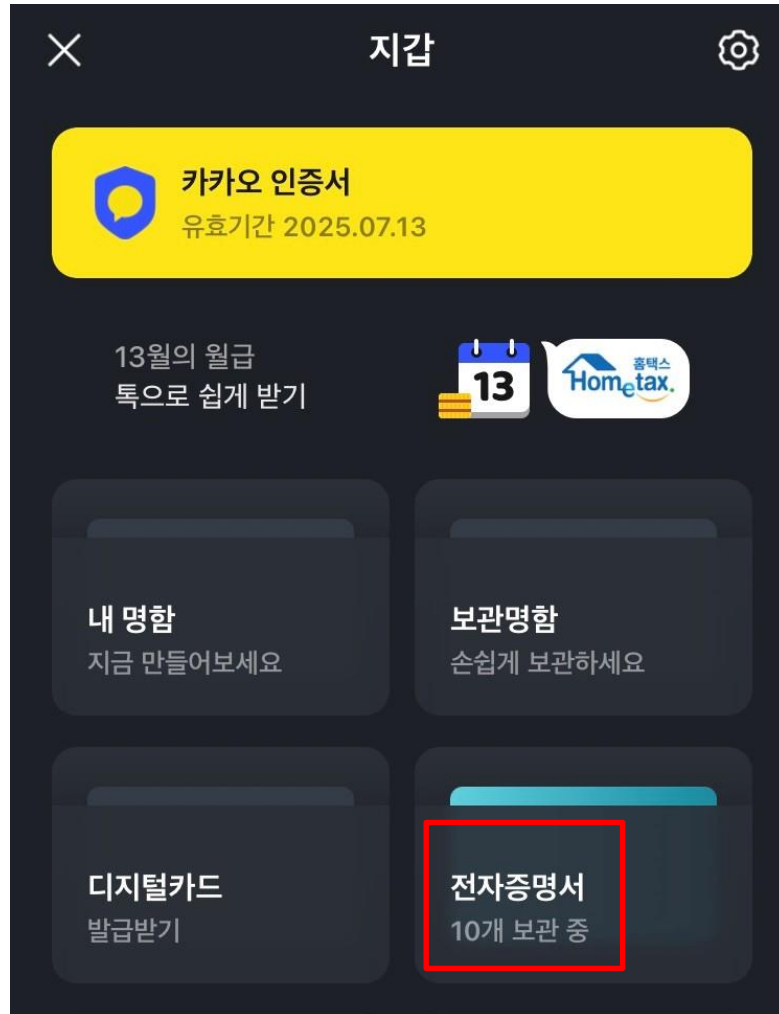 지갑
카카오 인증서
유효기간 2025.07.13
13월의 월급
톡으로 쉽게 받기
13
홈택스
Hometax.
내 명함
지금 만들어보세요
보관명함
손쉽게 보관하세요
디지털카드
발급받기
전자증명서
10개 보관 중